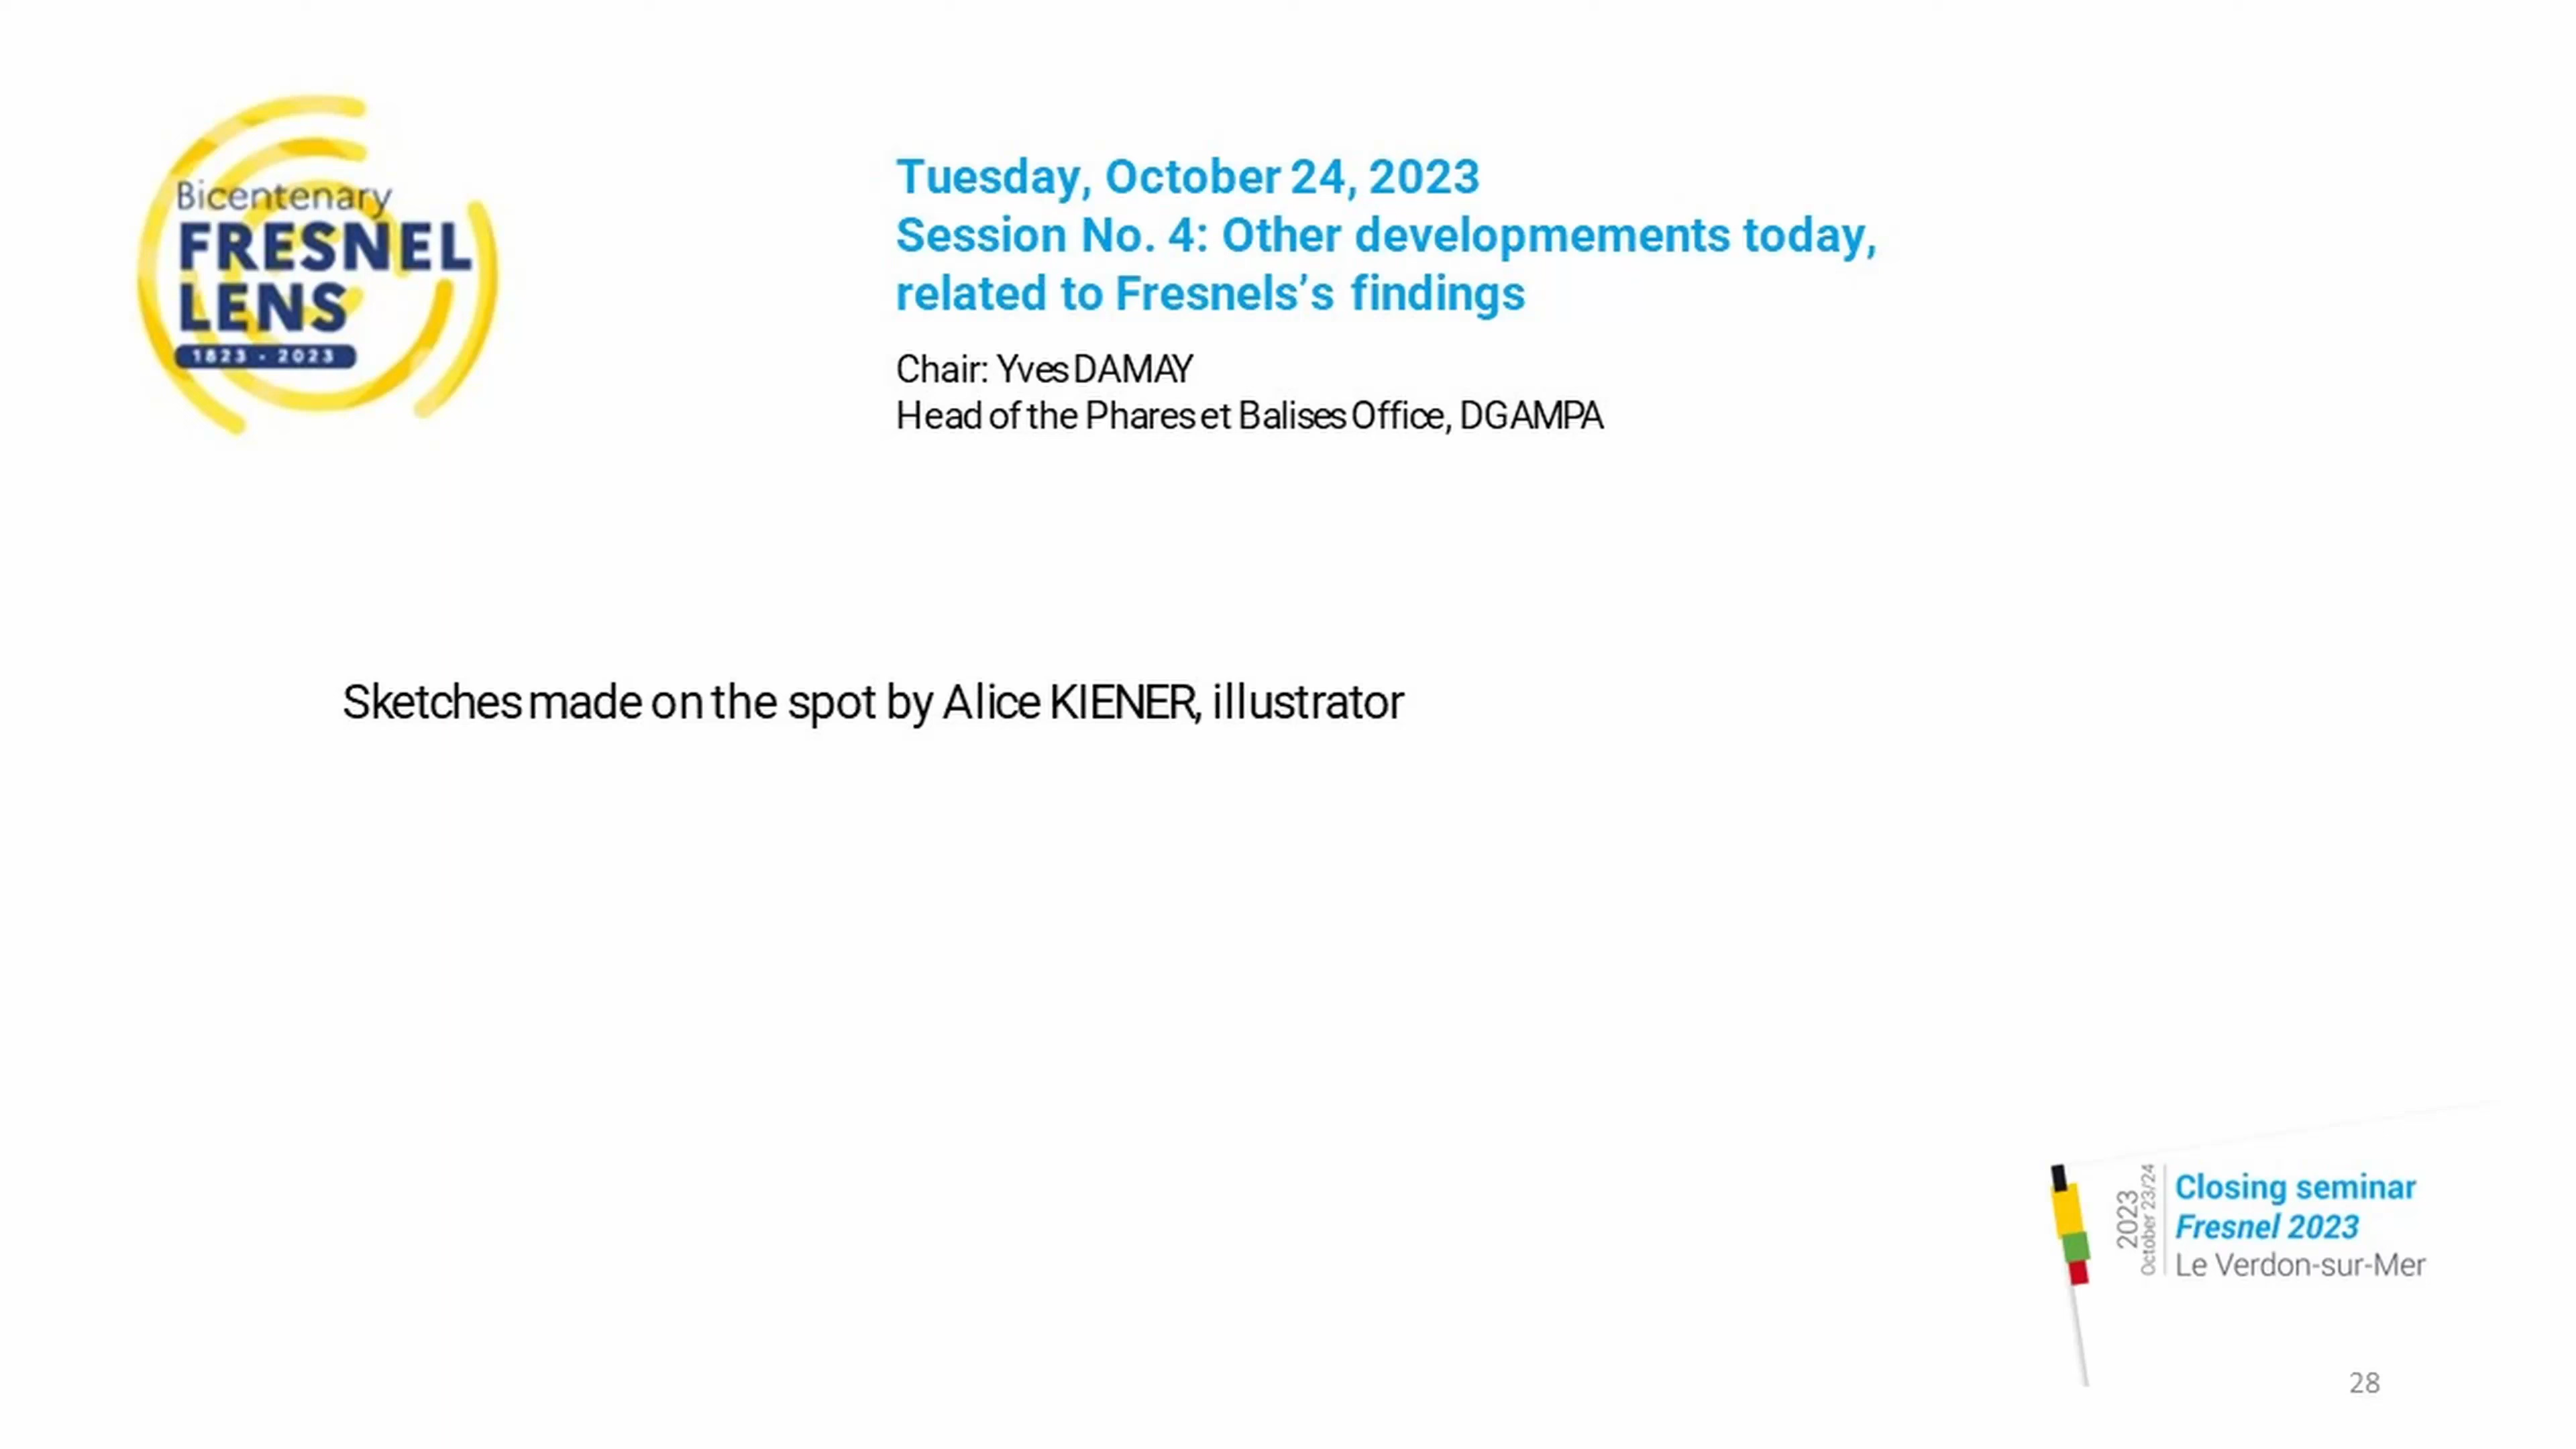 Bicentenary
FRESNEL
LENS
1823 - 2023
Tuesday, October 24, 2023
Session No. 4: Other developmements today,
related to Fresnels’s findings
Chair: Yves DAMAY
Head of the Phares et Balises Office, DGAMPA
Sketches made on the spot by Alice KIENER, illustrator
2023
October 23/24
Closing seminar
Fresnel 2023
Le Verdon-sur-Mer
28